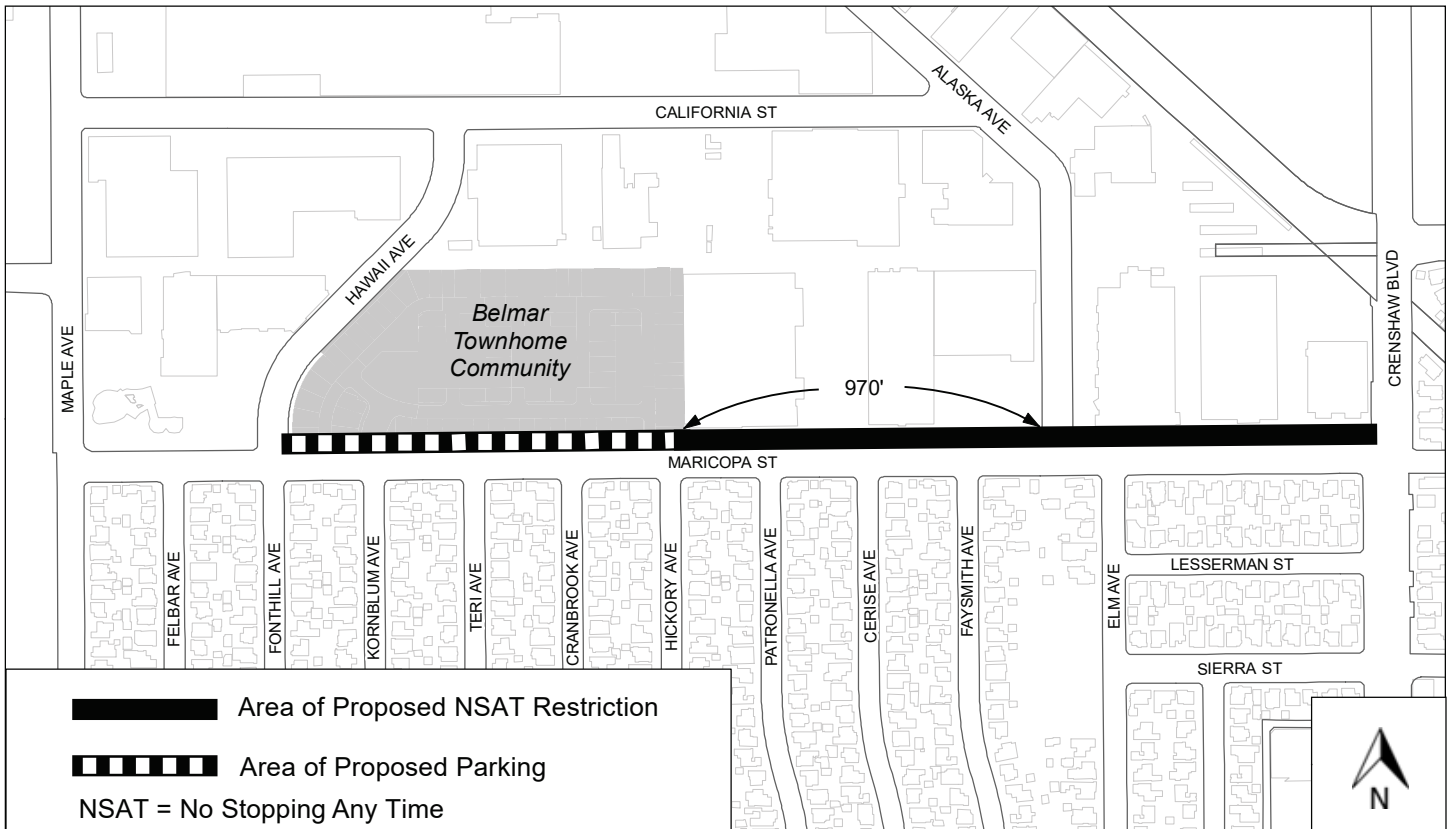 CALIFORNIA ST
ALASKA AVE
HAWAII AVE
CRENSHAW BLVD
MAPLE AVE
Belmar
Townhome
Community
970'
MARICOPA ST
FELBAR AVE
FONTHILL AVE
KORNBLUM AVE
TERI AVE
CRANBROOK AVE
HICKORY AVE
PATRONELLA AVE
CERISE AVE
FAYSMITH AVE
ELM AVE
LESSERMAN ST
SIERRA ST
Area of Proposed NSAT Restriction
Area of Proposed Parking
NSAT = No Stopping Any Time
N